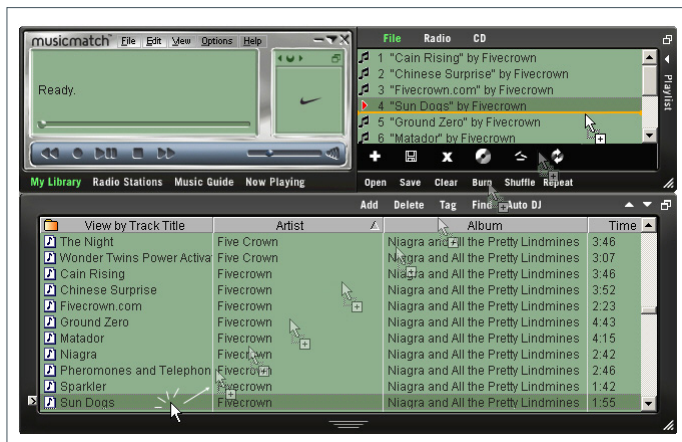 musicmatch File Edit View Options Help
Ready.
File Radio CD
1 "Cain Rising" by Fivecrown
2 "Chinese Surprise" by Fivecrown
3 "Fivecrown.com" by Fivecrown
4 "Sun Dogs" by Fivecrown
5 "Ground Zero" by Fivecrown
6 "Matador" by Fivecrown
Playlist
My Library Radio Stations Music Guide Now Playing
Open Save Clear Burn Shuffle Repeat
Add Delete Tag Find Auto DJ
View by Track Title Artist Album Time
The Night Five Crown Niagra and All the Pretty Lindmines 3:46
Wonder Twins Power Activa Five Crown Niagra and All the Pretty Lindmines 3:07
Cain Rising Fivecrown Niagra and All the Pretty Lindmines 3:46
Chinese Surprise Fivecrown Niagra and All the Pretty Lindmines 3:52
Fivecrown.com Fivecrown Niagra and All the Pretty Lindmines 2:23
Ground Zero Fivecrown Niagra and All the Pretty Lindmines 4:43
Matador Fivecrown Niagra and All the Pretty Lindmines 4:15
Niagra Fivecrown Niagra and All the Pretty Lindmines 2:42
Pheromones and Telephon Fivecrown Niagra and All the Pretty Lindmines 2:46
Sparkler Fivecrown Niagra and All the Pretty Lindmines 1:42
Sun Dogs Fivecrown Niagra and All the Pretty Lindmines 1:55